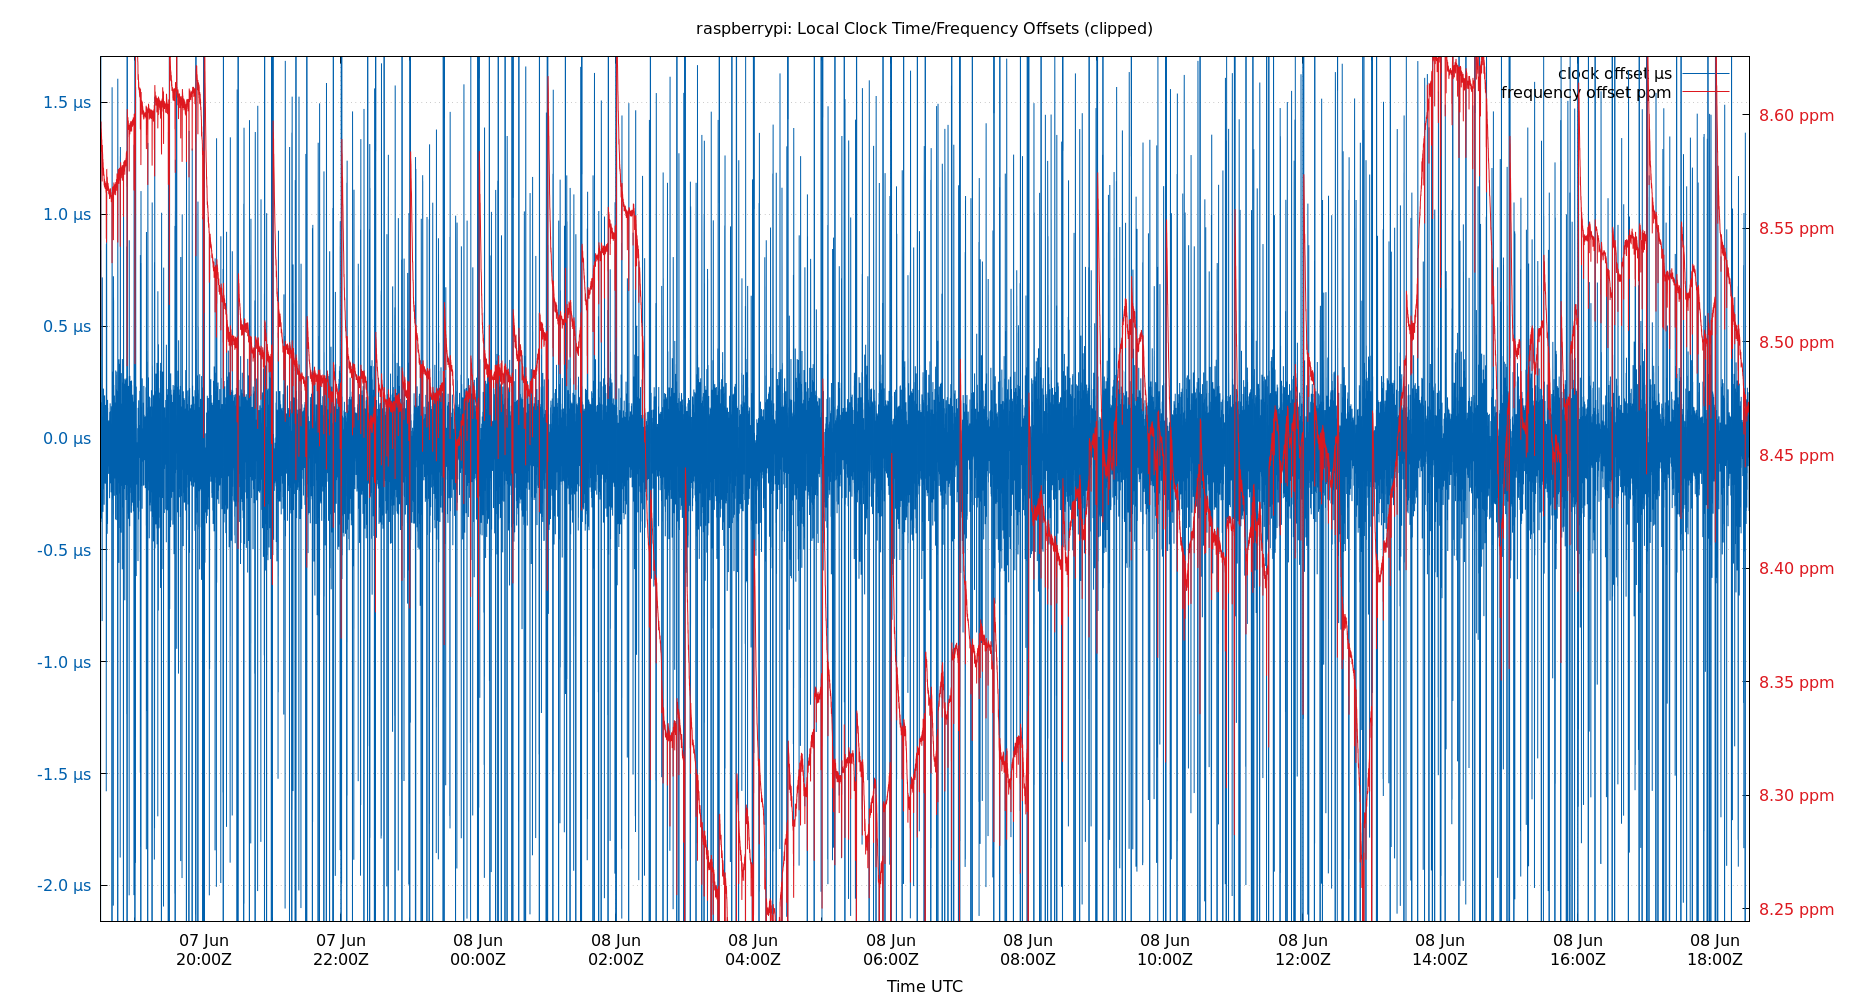 raspberrypi: Local Clock Time/Frequency Offsets (clipped)
clock offset µs
frequency offset ppm
1.5 µs
1.0 µs
0.5 µs
0.0 µs
-0.5 µs
-1.0 µs
-1.5 µs
-2.0 µs
8.60 ppm
8.55 ppm
8.50 ppm
8.45 ppm
8.40 ppm
8.35 ppm
8.30 ppm
8.25 ppm
07 Jun 07 Jun 08 Jun 08 Jun 08 Jun 08 Jun 08 Jun 08 Jun 08 Jun 08 Jun 08 Jun 08 Jun
20:00Z 22:00Z 00:00Z 02:00Z 04:00Z 06:00Z 08:00Z 10:00Z 12:00Z 14:00Z 16:00Z 18:00Z
Time UTC